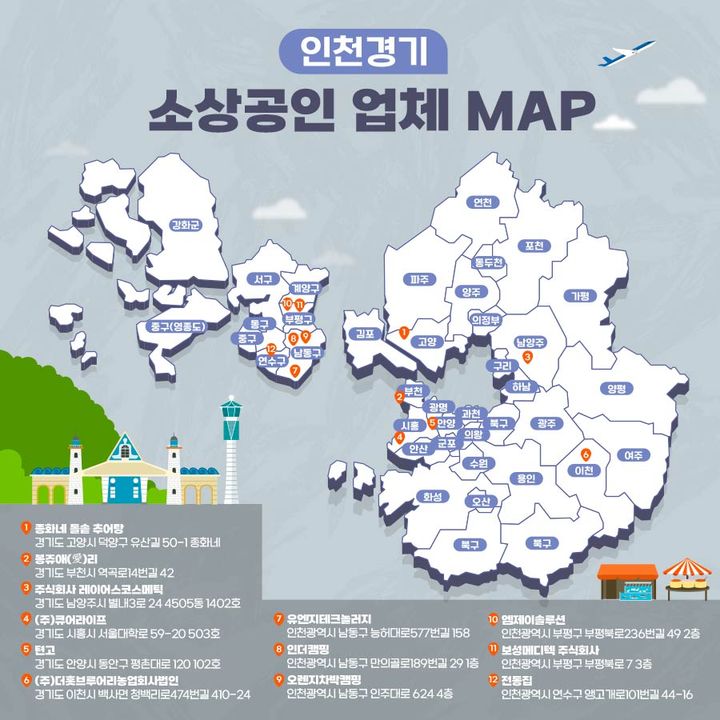 인천경기
소상공인 업체 MAP
강화군
서구
계양구
10
11
부평구
동구
중구(영종도)
중구
8
9
12
남동구
연수구
7
연천
포천
동두천
파주
양주
가평
의정부
김포
1
고양
남양주
3
구리
하남
양평
2
부천
광명
과천
시흥
5
안양
북구
광주
4
군포
의왕
안산
수원
6
이천
여주
용인
화성
오산
북구
북구
1 종화네 돌솥 추어탕
경기도 고양시 덕양구 유산길 50-1 종화네
2 봉쥬애(愛)리
경기도 부천시 역곡로14번길 42
3 주식회사 레이어스코스메틱
경기도 남양주시 별내3로 24 4505동 1402호
4 (주)큐어라이프
경기도 시흥시 서울대학로 59-20 503호
5 텐고
경기도 안양시 동안구 평촌대로 120 102호
6 (주)더홋브루어리농업회사법인
경기도 이천시 백사면 청백리로474번길 410-24
7 유엔지테크놀러지
인천광역시 남동구 능허대로577번길 158
8 인더캠핑
인천광역시 남동구 만의골로189번길 29 1층
9 오렌지차박캠핑
인천광역시 남동구 인주대로 624 4층
10 엠제이솔루션
인천광역시 부평구 부평북로236번길 49 2층
11 보성메디텍 주식회사
인천광역시 부평구 부평북로 7 3층
12 전동집
인천광역시 연수구 앵고개로101번길 44-16